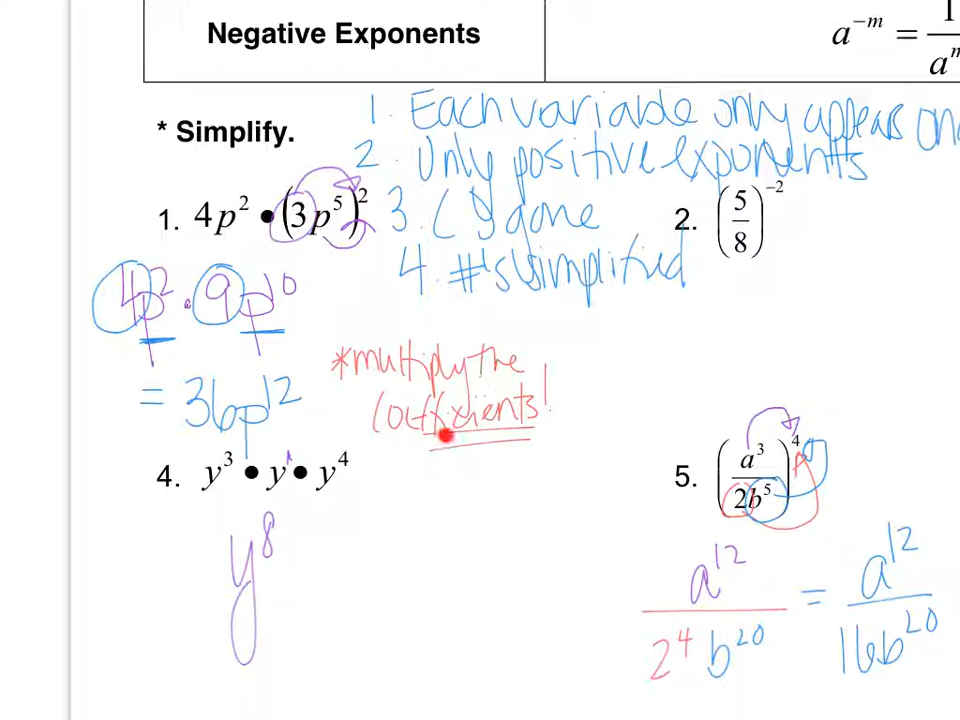 Negative Exponents
a^{-m} = 1/a^m
* Simplify.
1. Each variable only appears
2. Only positive exponents
3. ( )^y done
4. #'s simplified
1. 4p^2 • (3p^5)^2
4p^2 · 9p^{10}
= 36p^{12}
*multiply the
coefficients!
2. (5/8)^{-2}
4. y^3 • y^1 • y^4
y^8
5. (a^3/2b^5)^4
a^{12}/2^4 b^{20} = a^{12}/16b^{20}